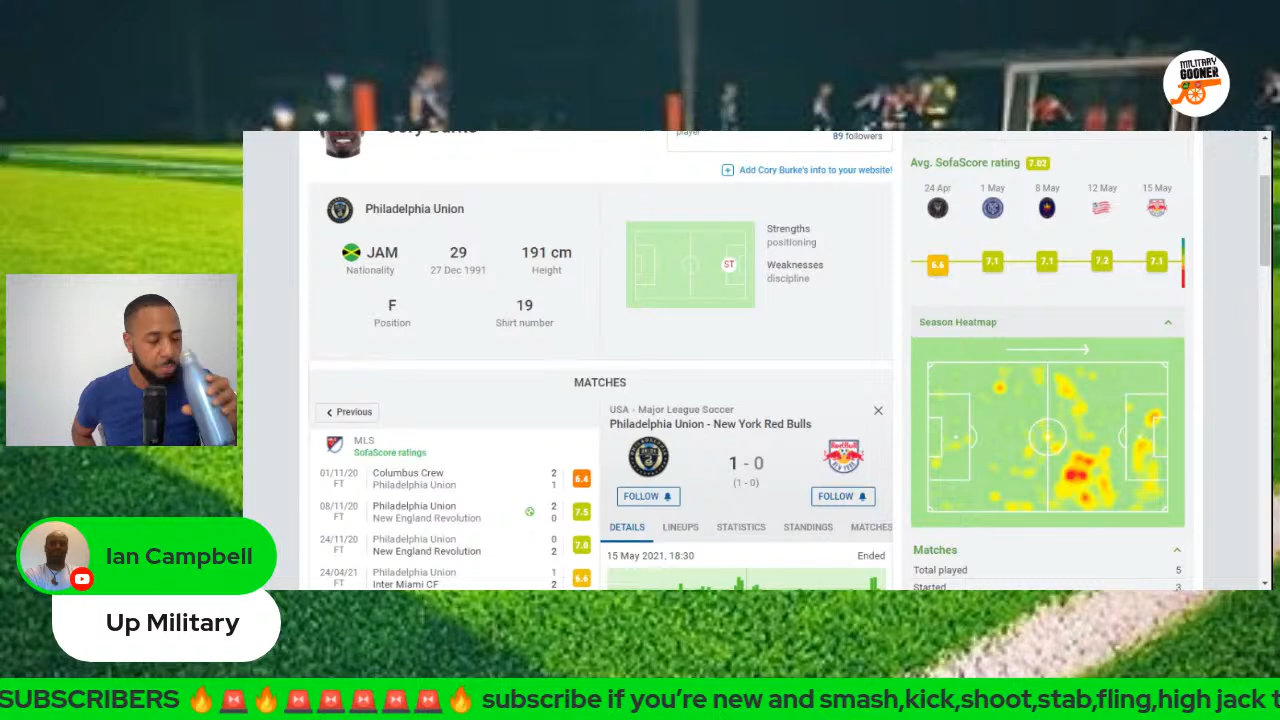 MILITARY
GOONER
Cory Burke
player
89 followers
Add Cory Burke's info to your website!
Philadelphia Union
JAM
29
191 cm
Nationality
27 Dec 1991
Height
F
19
Position
Shirt number
ST
Strengths
positioning
Weaknesses
discipline
Avg. SofaScore rating 7.02
24 Apr 1 May 8 May 12 May 15 May
6.6 7.1 7.1 7.2 7.1
Season Heatmap
MATCHES
Previous
MLS
SofaScore ratings
01/11/20 Columbus Crew 2
FT Philadelphia Union 1
6.4
08/11/20 Philadelphia Union 2
FT New England Revolution 0
7.5
24/11/20 Philadelphia Union 0
FT New England Revolution 2
7.0
24/04/21 Philadelphia Union 1
FT Inter Miami CF 2
6.6
USA - Major League Soccer
Philadelphia Union - New York Red Bulls
1 - 0
(1 - 0)
FOLLOW
FOLLOW
DETAILS LINEUPS STATISTICS STANDINGS MATCHES
15 May 2021, 18:30 Ended
Matches
Total played 5
Started 3
Ian Campbell
Up Military
SUBSCRIBERS 🔥🚨🔥🚨🚨🚨🚨🚨🔥 subscribe if you’re new and smash,kick,shoot,stab,fling,high jack t